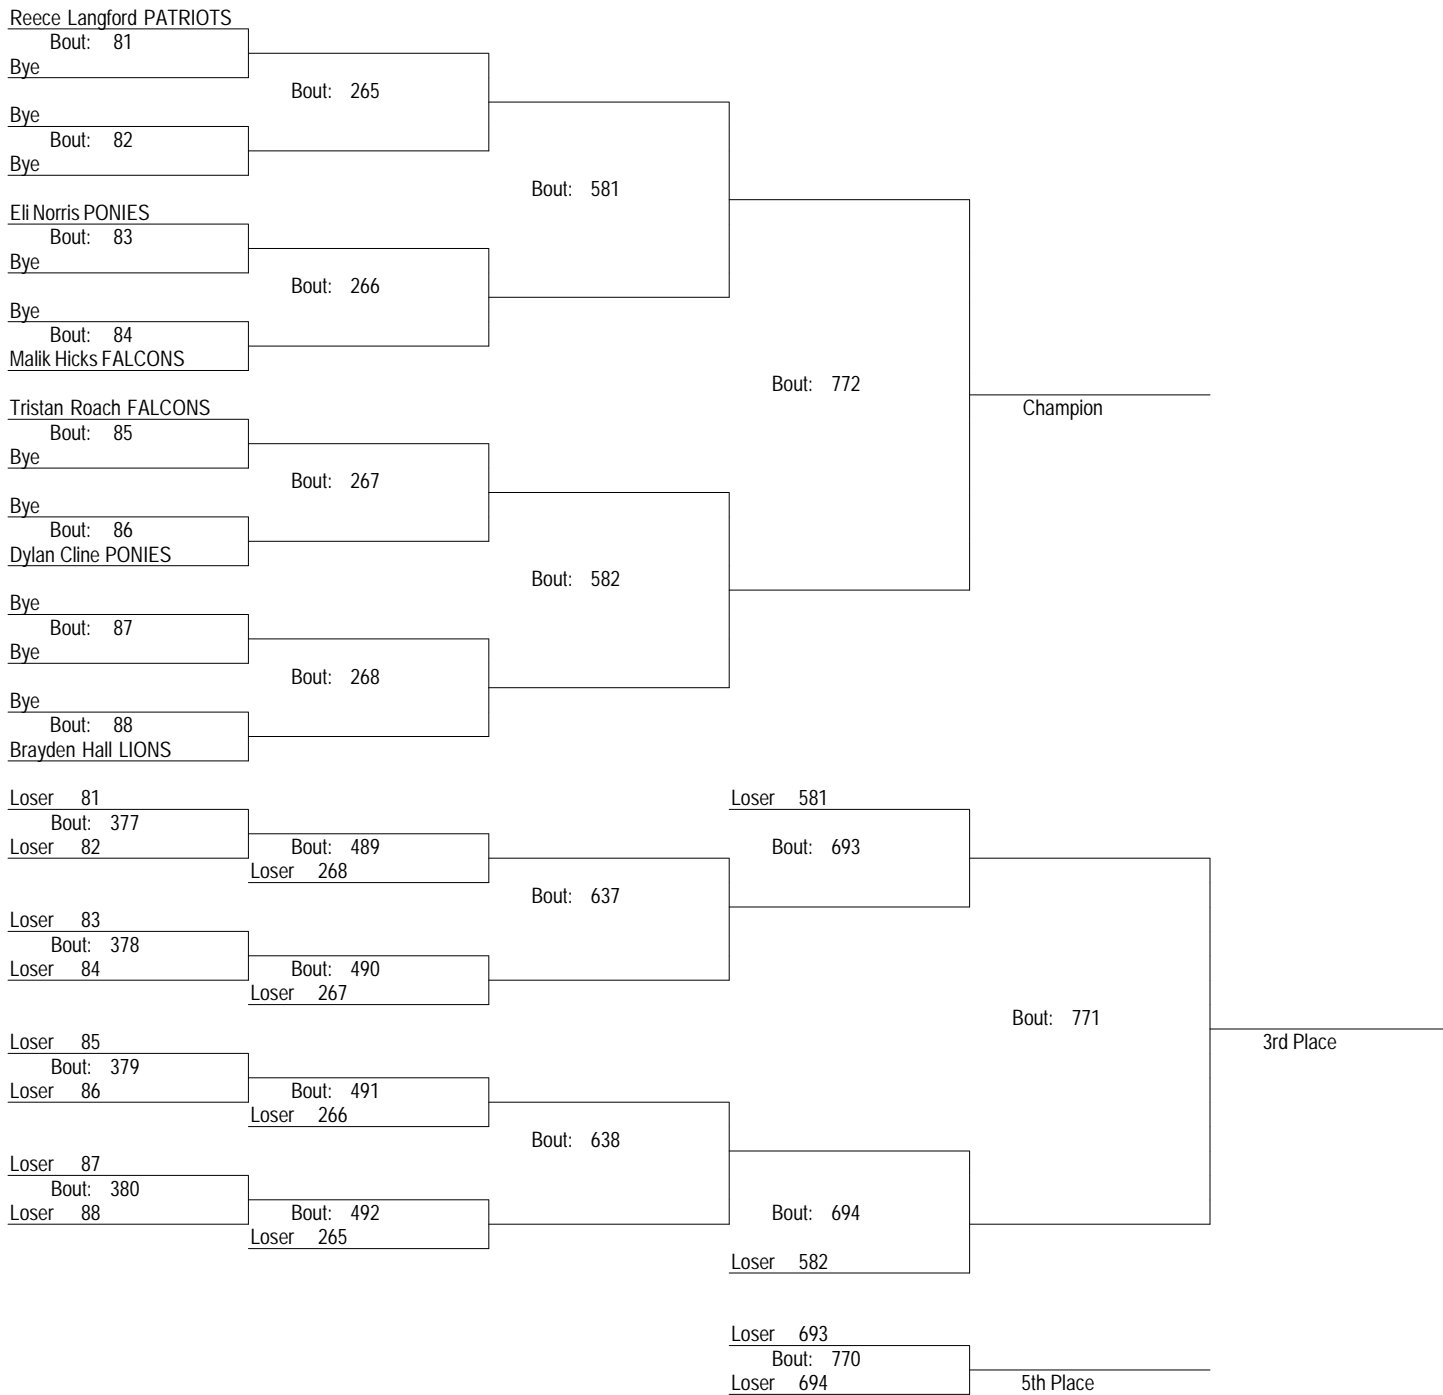 Reece Langford PATRIOTS
Bout: 81
Bye
Bout: 265
Bye
Bout: 82
Bye
Bout: 581
Eli Norris PONIES
Bout: 83
Bye
Bout: 266
Bye
Bout: 84
Malik Hicks FALCONS
Bout: 772
Champion
Tristan Roach FALCONS
Bout: 85
Bye
Bout: 267
Bye
Bout: 86
Dylan Cline PONIES
Bout: 582
Bye
Bout: 87
Bye
Bout: 268
Bye
Bout: 88
Brayden Hall LIONS
Loser 81
Bout: 377
Loser 82
Bout: 489
Loser 268
Loser 581
Bout: 693
Bout: 637
Loser 83
Bout: 378
Loser 84
Bout: 490
Loser 267
Bout: 771
3rd Place
Loser 85
Bout: 379
Loser 86
Bout: 491
Loser 266
Bout: 638
Loser 87
Bout: 380
Loser 88
Bout: 492
Loser 265
Bout: 694
Loser 582
Loser 693
Bout: 770
Loser 694
5th Place